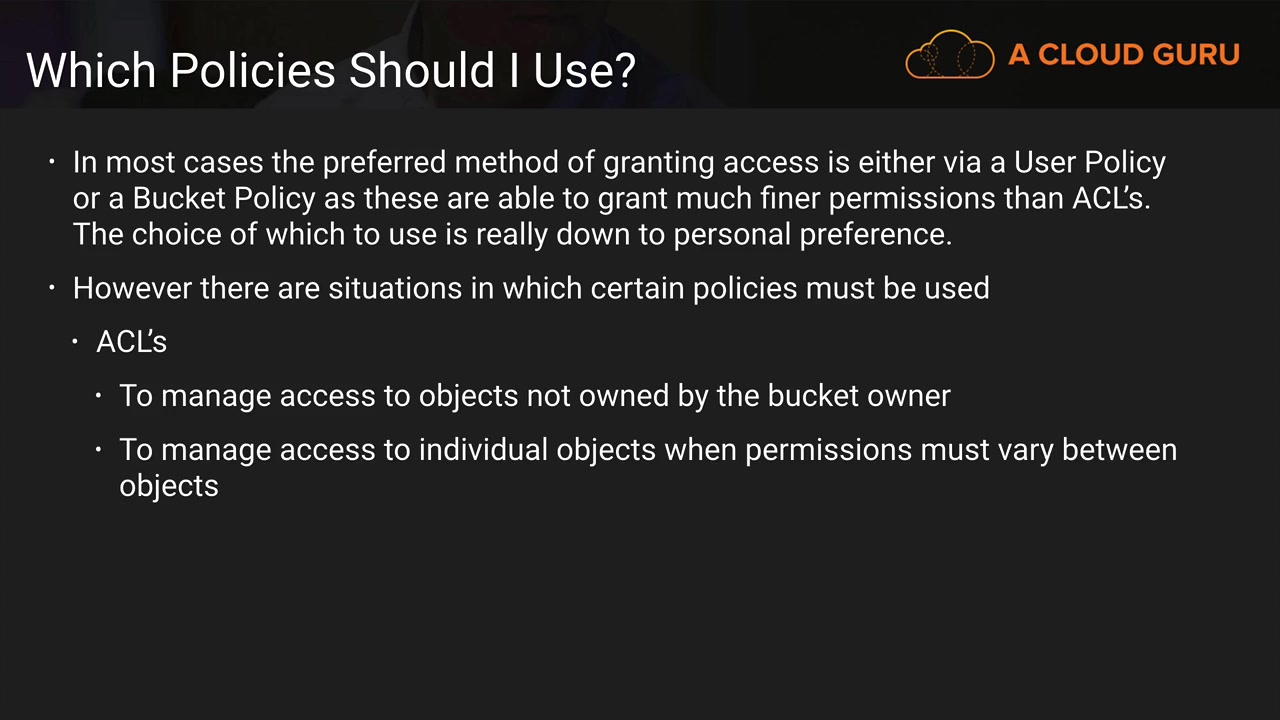 Which Policies Should I Use?
A CLOUD GURU
• In most cases the preferred method of granting access is either via a User Policy
or a Bucket Policy as these are able to grant much finer permissions than ACL’s.
The choice of which to use is really down to personal preference.
• However there are situations in which certain policies must be used
• ACL’s
• To manage access to objects not owned by the bucket owner
• To manage access to individual objects when permissions must vary between
objects